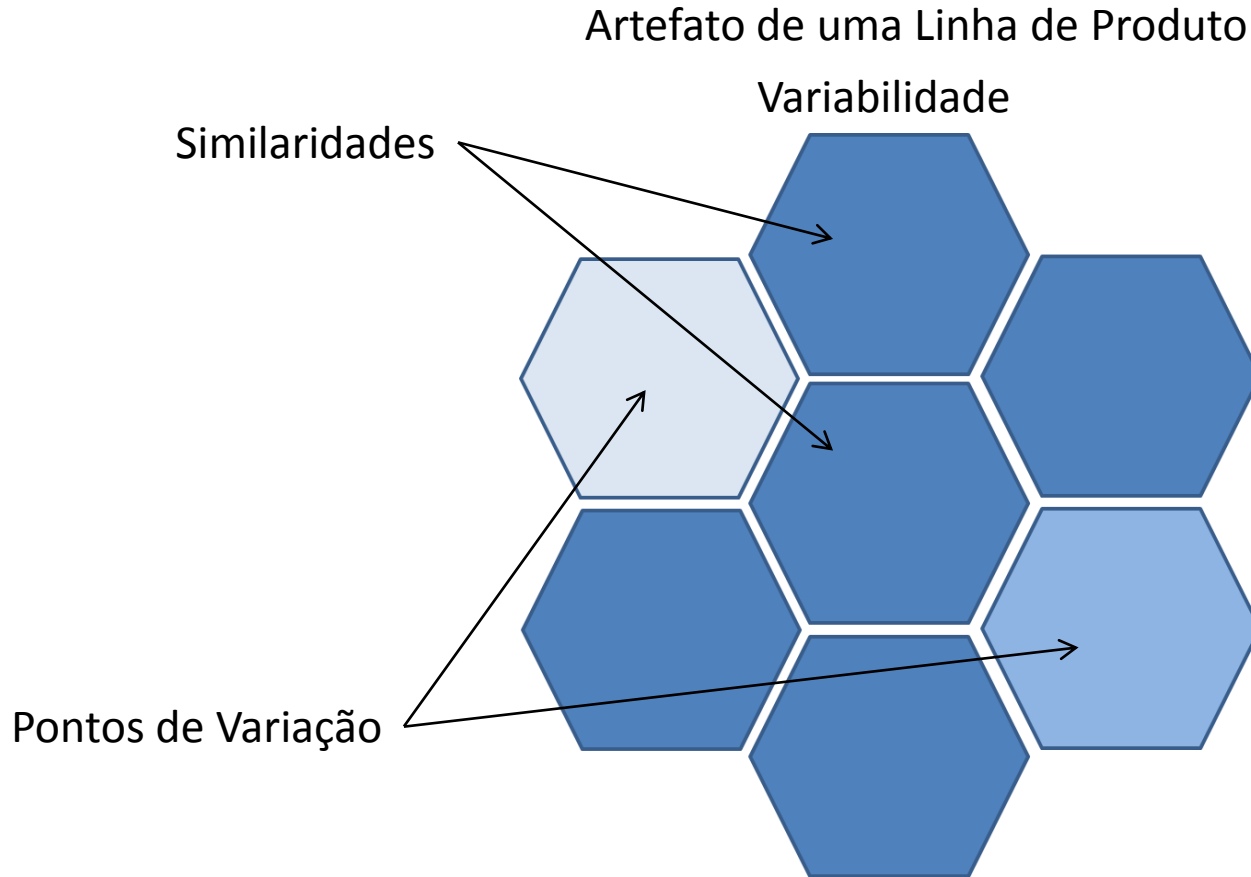 Artefato de uma Linha de Produto
Variabilidade
Similaridades
Pontos de Variação